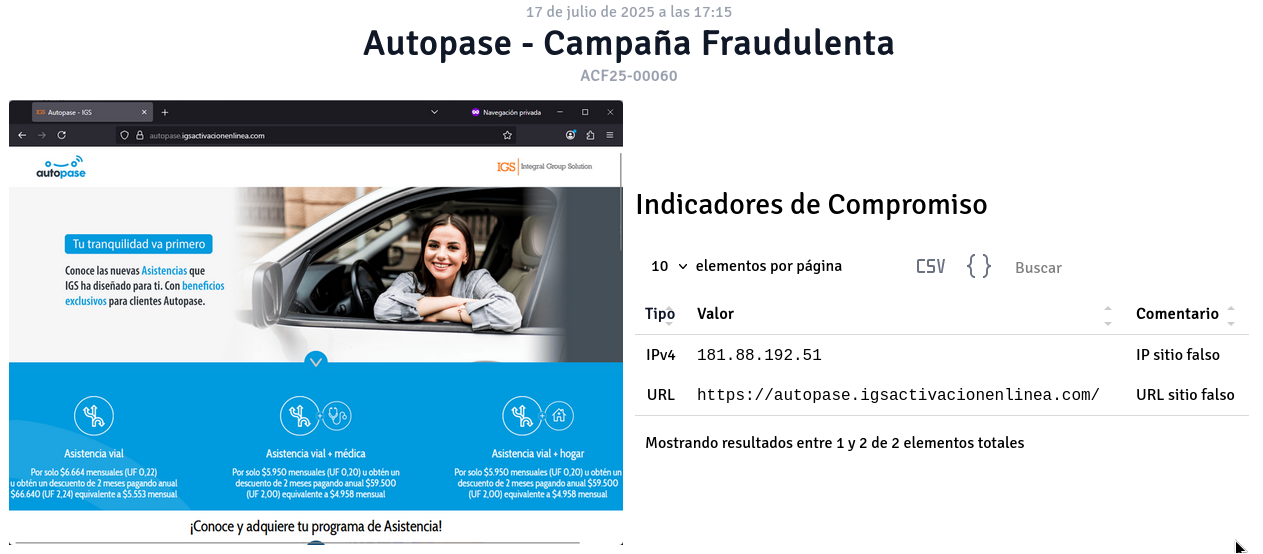 17 de julio de 2025 a las 17:15
Autopase - Campaña Fraudulenta
ACF25-00060
IGS Autopase - IGS
Navegación privada
autopase.igsactivacionenlinea.com
autopase
IGS Integral Group Solution
Tu tranquilidad va primero
Conoce las nuevas Asistencias que
IGS ha diseñado para ti. Con beneficios
exclusivos para clientes Autopase.
Asistencia vial
Por solo $6.664 mensuales (UF 0,22)
u obtén un descuento de 2 meses pagando anual
$66.640 (UF 2,24) equivalente a $5.553 mensual
Asistencia vial + médica
Por solo $5.950 mensuales (UF 0,20) u obtén un
descuento de 2 meses pagando anual $59.500
(UF 2,00) equivalente a $4.958 mensual
Asistencia vial + hogar
Por solo $5.950 mensuales (UF 0,20) u obtén un
descuento de 2 meses pagando anual $59.500
(UF 2,00) equivalente a $4.958 mensual
¡Conoce y adquiere tu programa de Asistencia!
Indicadores de Compromiso
10 elementos por página
CSV {} Buscar
Tipo Valor Comentario
IPv4 181.88.192.51 IP sitio falso
URL https://autopase.igsactivacionenlinea.com/ URL sitio falso
Mostrando resultados entre 1 y 2 de 2 elementos totales